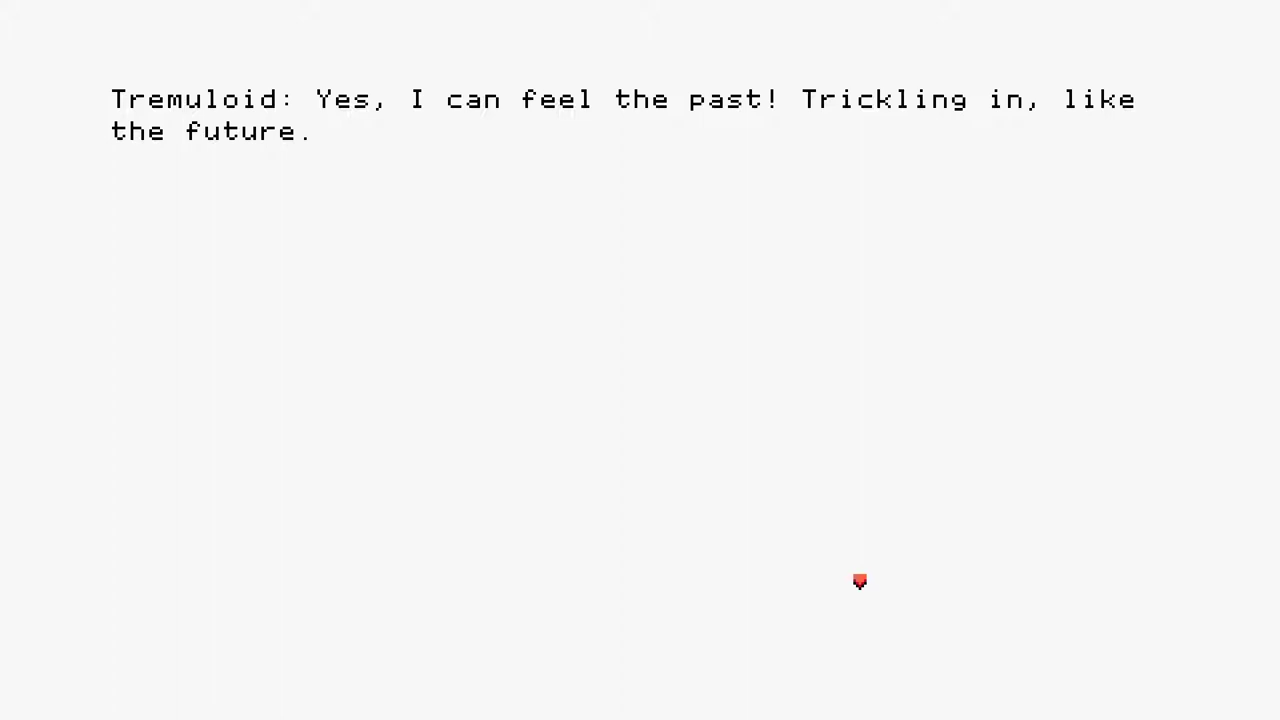 Tremuloid: Yes, I can feel the past! Trickling in, like
the future.